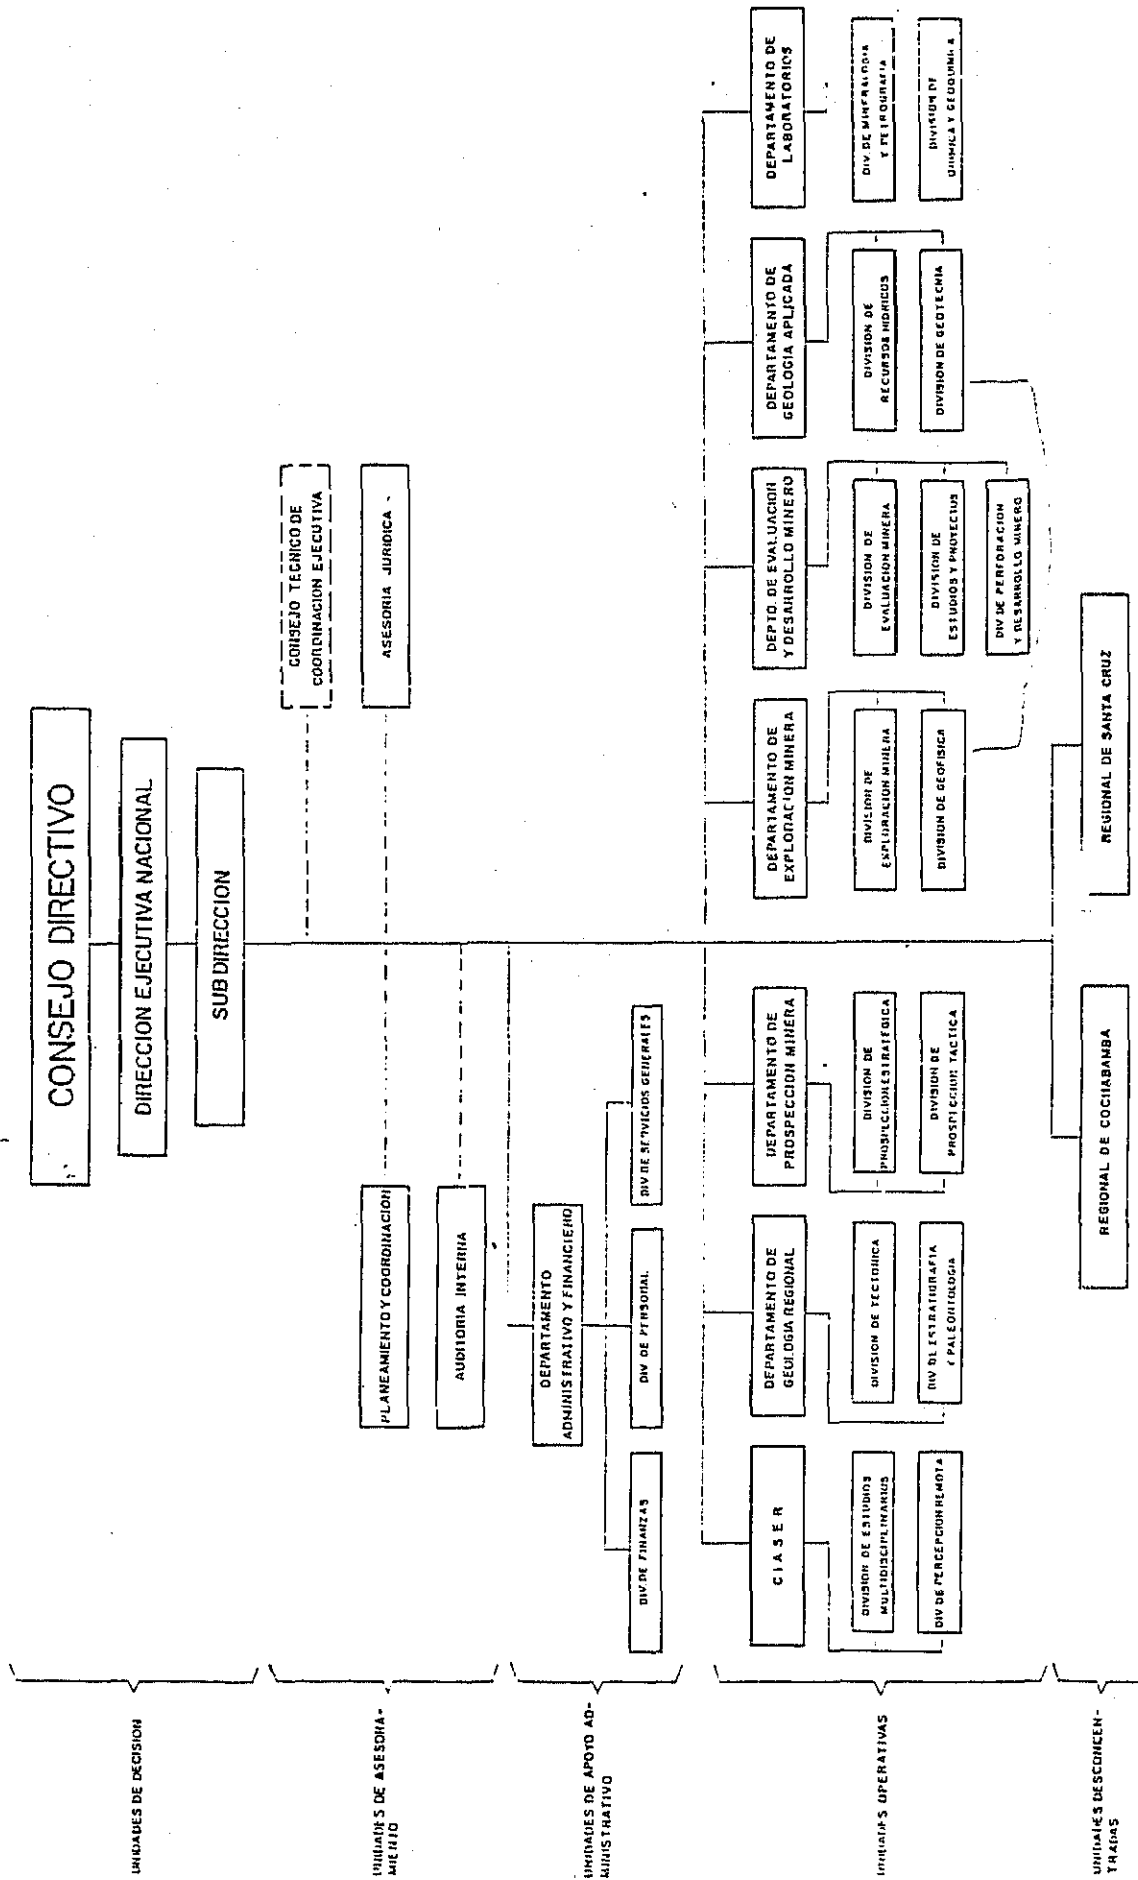 CONSEJO DIRECTIVO
DIRECCION EJECUTIVA NACIONAL
SUBDIRECCION
UNIDADES DE DECISION
CONSEJO TECNICO DE
COORDINACION EJECUTIVA
PLANEAMIENTO Y COORDINACION
ASESORIA JURIDICA
AUDITORIA INTERNA
UNIDADES DE ASESORA-
MIENTO
DEPARTAMENTO
ADMINISTRATIVO Y FINANCIERO
DIV. DE FINANZAS
DIV DE PERSONAL
DIV DE SERVICIOS GENERALES
UNIDADES DE APOYO AD-
MINISTRATIVO
CIASER
DIVISION DE ESTUDIOS
MULTIDISCIPLINARIOS
DIV DE PERCEPCION REMOTA
DEPARTAMENTO DE
GEOLOGIA REGIONAL
DIVISION DE TECTONICA
DIV DE ESTRATIGRAFIA
Y PALEONTOLOGIA
DEPARTAMENTO DE
PROSPECCION MINERA
DIVISION DE
PROSPECCION ESTRATEGICA
DIVISION DE
PROSPECCION TACTICA
DEPARTAMENTO DE
EXPLORACION MINERA
DIVISION DE
EXPLORACION MINERA
DIVISION DE GEOFISICA
DEPTO. DE EVALUACION
Y DESARROLLO MINERO
DIVISION DE
EVALUACION MINERA
DIVISION DE
ESTUDIOS Y PROYECTOS
DIV DE PERFORACION
Y DESARROLLO MINERO
DEPARTAMENTO DE
GEOLOGIA APLICADA
DIVISION DE
RECURSOS HIDRICOS
DIVISION DE GEOTECNIA
DEPARTAMENTO DE
LABORATORIOS
DIV. DE MINERALOGIA
Y PETROGRAFIA
DIVISION DE
QUIMICA Y GEOQUIMICA
UNIDADES OPERATIVAS
REGIONAL DE COCHABAMBA
REGIONAL DE SANTA CRUZ
UNIDADES DESCONCEN-
TRADAS